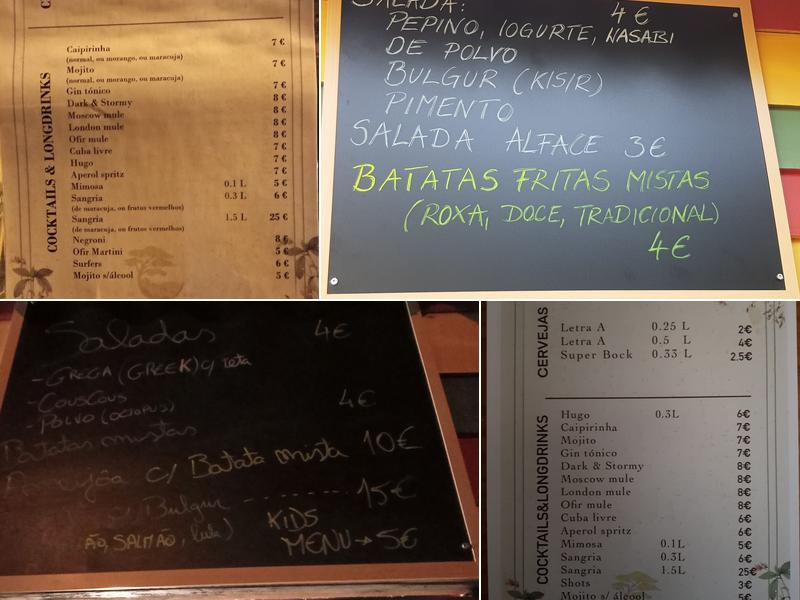 COCKTAILS & LONGDRINKS
Caipirinha 7 €
(normal, ou morango, ou maracuja)
Mojito 7 €
(normal, ou morango, ou maracuja)
Gin tónico 7 €
Dark & Stormy 8 €
Moscow mule 8 €
London mule 8 €
Ofir mule 8 €
Cuba livre 7 €
Hugo 7 €
Aperol spritz 7 €
Mimosa 0.1 L 5 €
Sangria 0.3 L 6 €
(de maracuja, ou frutos vermelhos)
Sangria 1.5 L 25 €
(de maracuja, ou frutos vermelhos)
Negroni 8 €
Ofir Martini 5 €
Surfers 6 €
Mojito s/álcool 5 €
SALADA: 4 €
PEPINO, IOGURTE, WASABI
DE POLVO
BULGUR (KISIR)
PIMENTO
SALADA ALFACE 3€
BATATAS FRITAS MISTAS
(ROXA, DOCE, TRADICIONAL)
4€
Saladas 4€
- GREGA (GREEK) c/ feta
- COUSCOUS
- POLVO (OCTOPUS) 4€
Batatas mistas
c/ Batata mista 10€
Bulgur - - - - - - - 15€
ÃO, SALMÃO, lula) KIDS
MENU → 5€
CERVEJAS
Letra A 0.25 L 2€
Letra A 0.5 L 4€
Super Bock 0.33 L 2.5€
COCKTAILS&LONGDRINKS
Hugo 0.3L 6€
Caipirinha 7€
Mojito 7€
Gin tónico 7€
Dark & Stormy 8€
Moscow mule 8€
London mule 8€
Ofir mule 8€
Cuba livre 6€
Aperol spritz 6€
Mimosa 0.1L 5€
Sangria 0.3L 6€
Sangria 1.5L 25€
Shots 3€
Mojito s/ álcool 5€